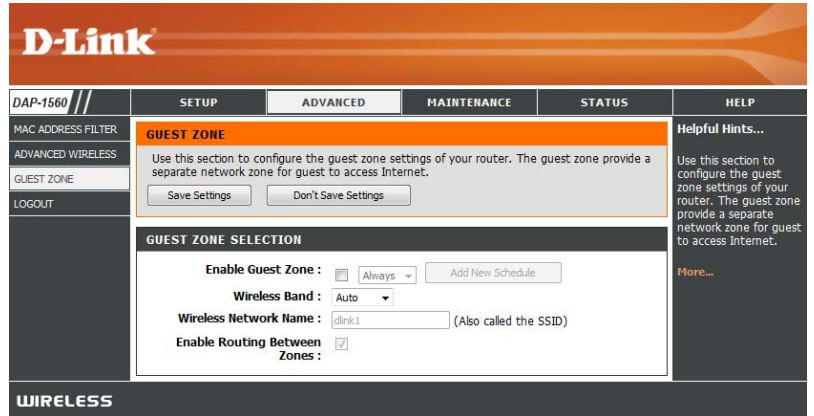 D-Link
DAP-1560 SETUP ADVANCED MAINTENANCE STATUS HELP
MAC ADDRESS FILTER
ADVANCED WIRELESS
GUEST ZONE
LOGOUT
GUEST ZONE
Use this section to configure the guest zone settings of your router. The guest zone provide a
separate network zone for guest to access Internet.
Save Settings Don't Save Settings
GUEST ZONE SELECTION
Enable Guest Zone : Always Add New Schedule
Wireless Band : Auto
Wireless Network Name : dlink1 (Also called the SSID)
Enable Routing Between
Zones :
Helpful Hints...
Use this section to
configure the guest
zone settings of your
router. The guest zone
provide a separate
network zone for guest
to access Internet.
More...
WIRELESS